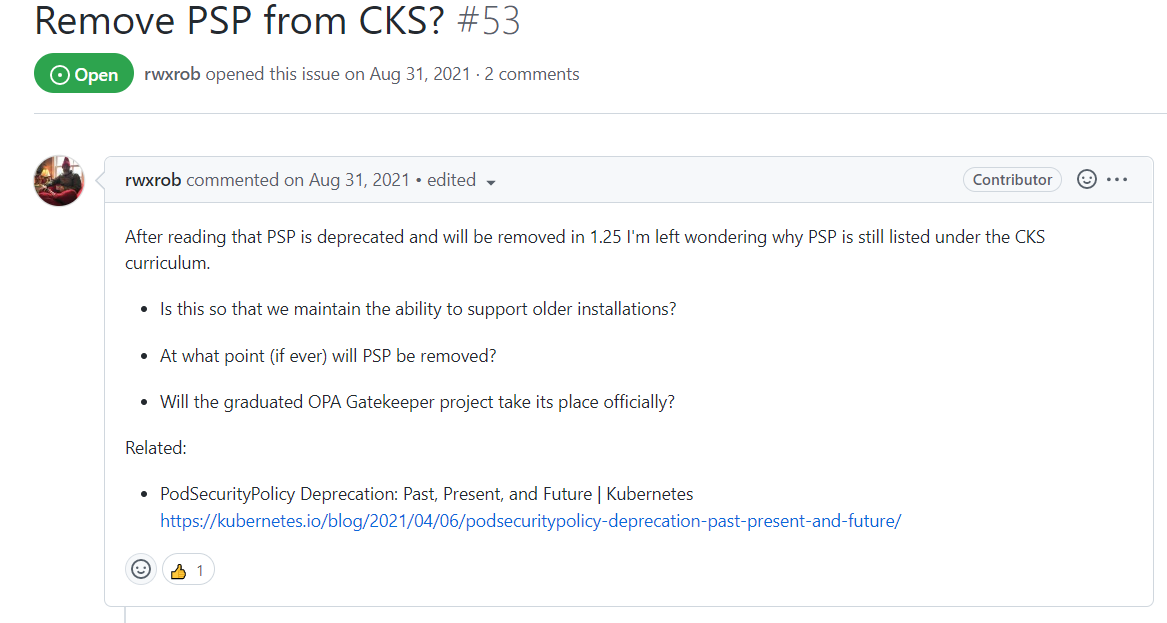 Remove PSP from CKS? #53
Open rwxrob opened this issue on Aug 31, 2021 · 2 comments
rwxrob commented on Aug 31, 2021 • edited Contributor
After reading that PSP is deprecated and will be removed in 1.25 I'm left wondering why PSP is still listed under the CKS
curriculum.
• Is this so that we maintain the ability to support older installations?
• At what point (if ever) will PSP be removed?
• Will the graduated OPA Gatekeeper project take its place officially?
Related:
• PodSecurityPolicy Deprecation: Past, Present, and Future | Kubernetes
https://kubernetes.io/blog/2021/04/06/podsecuritypolicy-deprecation-past-present-and-future/
👍 1